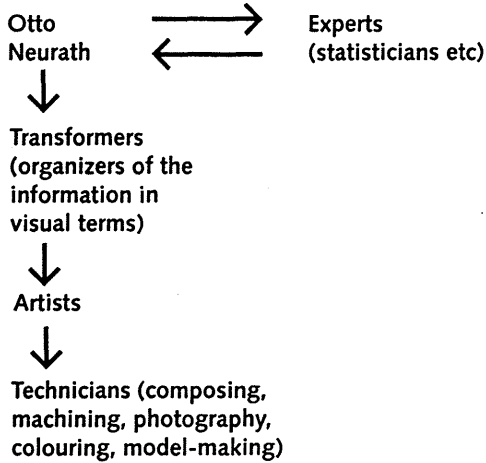 Otto
Neurath
Experts
(statisticians etc)
Transformers
(organizers of the
information in
visual terms)
Artists
Technicians (composing,
machining, photography,
colouring, model-making)